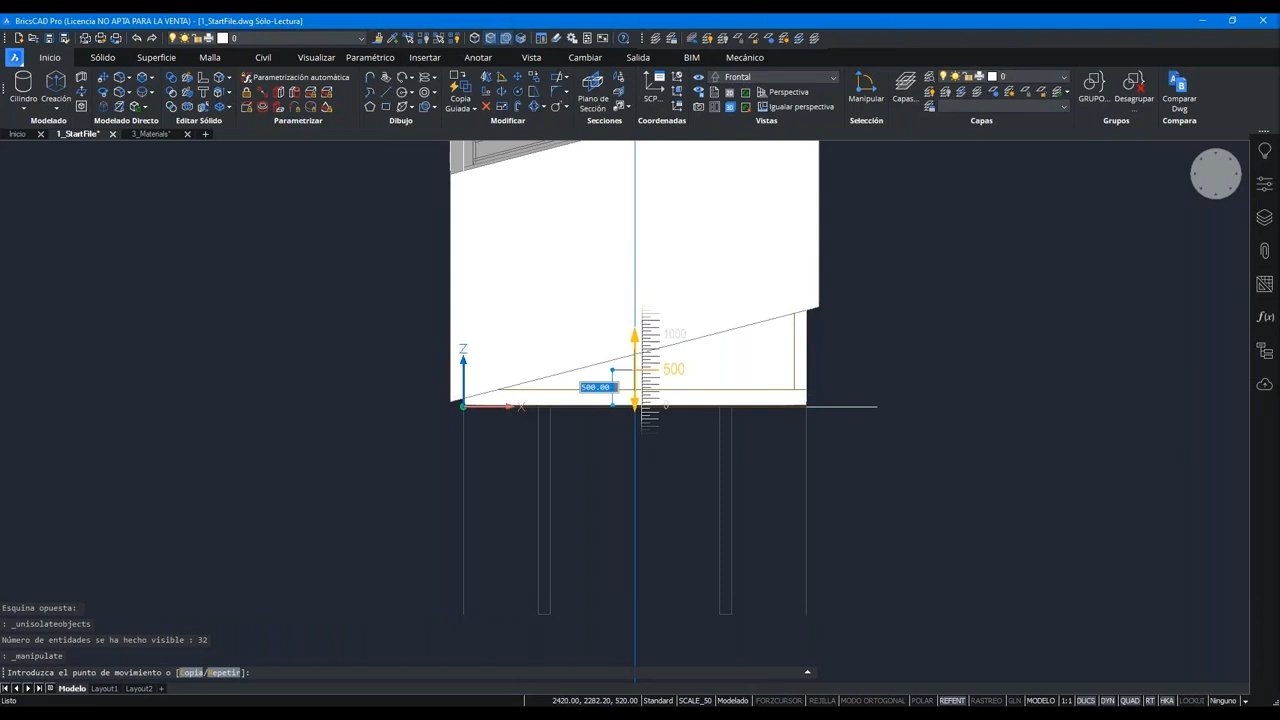 BricsCAD Pro (Licencia NO APTA PARA LA VENTA) - [1_StartFile.dwg Sólo-Lectura]
0
Inicio Sólido Superficie Malla Civil Visualizar Paramétrico Insertar Anotar Vista Cambiar Salida BIM Mecánico
Parametrización automática
Frontal
0
Cilindro Creación
Copia Guiada
Plano de Sección
SCP...
Perspectiva
Igualar perspectiva
Manipular
Capas...
GRUPO... Desagrupar...
Comparar Dwg
Modelado Modelado Directo Editar Sólido Parametrizar Dibujo Modificar Secciones Coordenadas Vistas Selección Capas Grupos Compara
Inicio 1_StartFile* 3_Materials* +
1000
500
500.00
0
Z
X
Esquina opuesta:
: _unisolateobjects
Número de entidades se ha hecho visible : 32
: _manipulate
Introduzca el punto de movimiento o [Copia/Repetir]:
Modelo Layout1 Layout2 +
Listo 2420.00, 2282.20, 520.00 Standard SCALE_50 Modelado FORZCURSOR REJILLA MODO ORTOGONAL POLAR REFENT RASTREO GLN MODELO 1:1 DUCS DYN QUAD RT HKA LOCKUI Ninguno